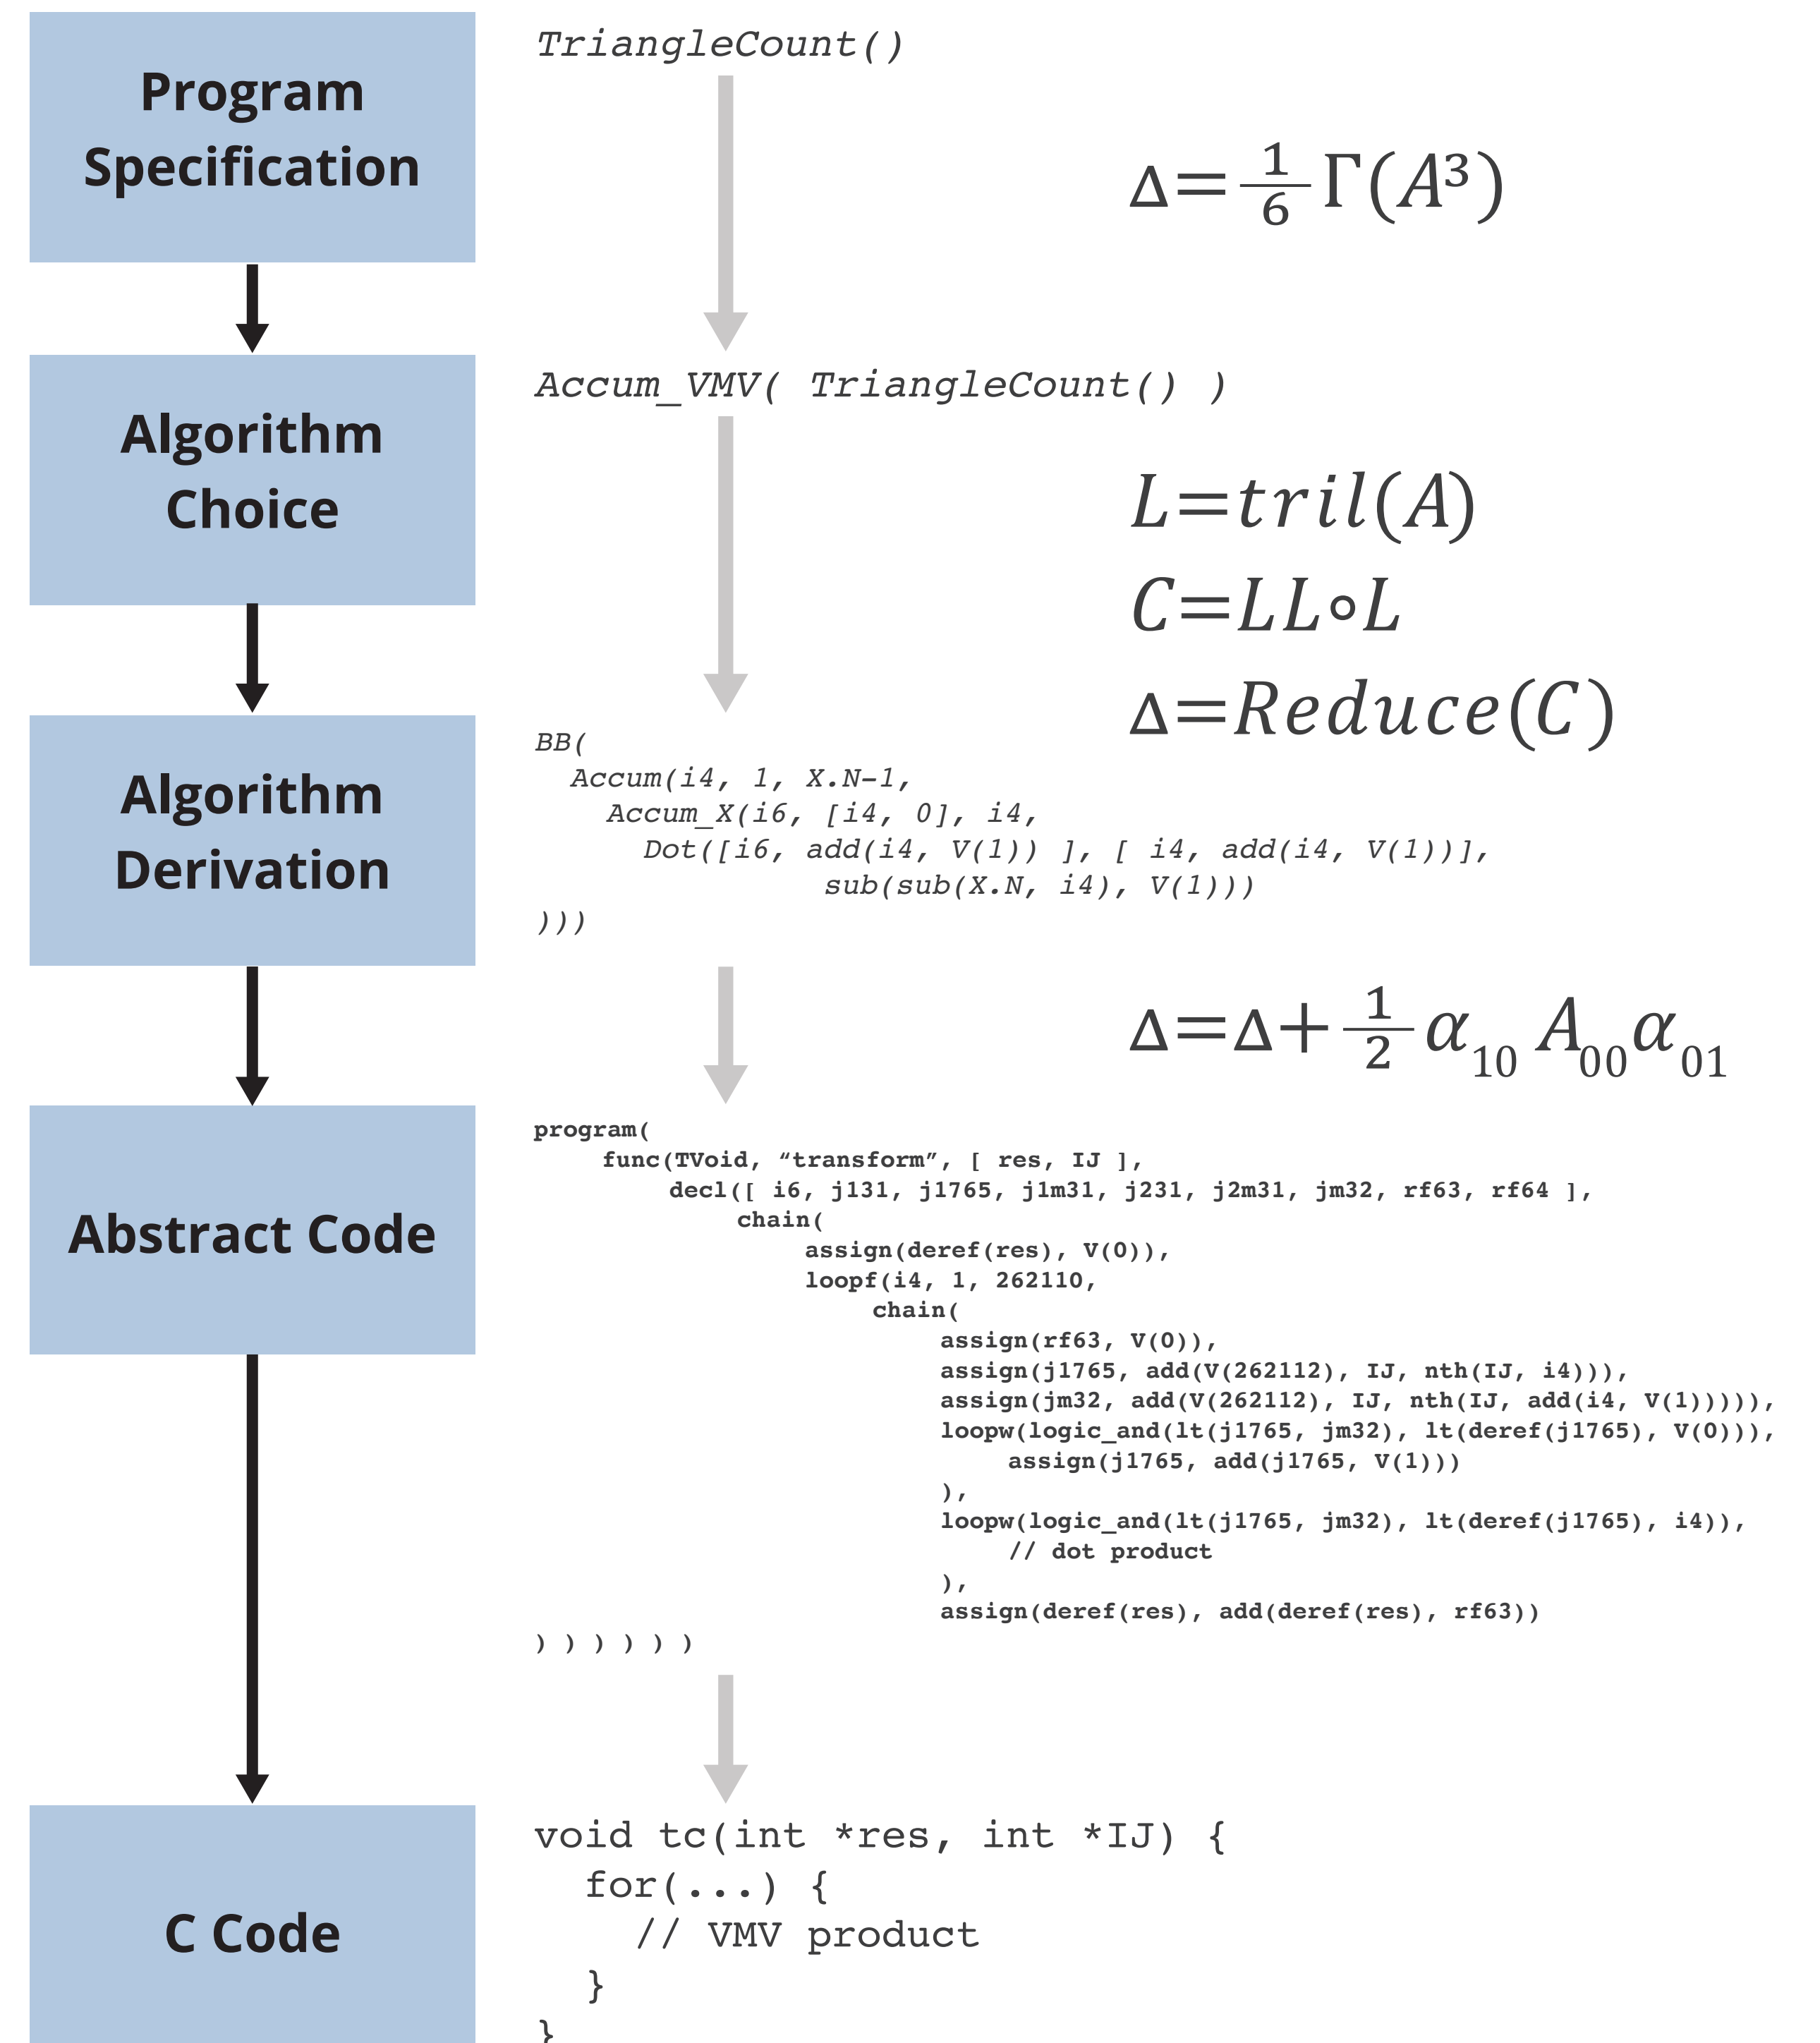 Program
Specification
TriangleCount()
Δ=1/6 Γ(A³)
Algorithm
Choice
Accum_VMV( TriangleCount() )
L=tril(A)
C=LL∘L
Δ=Reduce(C)
Algorithm
Derivation
BB(
  Accum(i4, 1, X.N-1,
    Accum_X(i6, [i4, 0], i4,
      Dot([i6, add(i4, V(1)) ], [ i4, add(i4, V(1))],
                sub(sub(X.N, i4), V(1)))
)))
Δ=Δ+1/2 α₁₀ A₀₀α₀₁
Abstract Code
program(
    func(TVoid, “transform”, [ res, IJ ],
        decl([ i6, j131, j1765, j1m31, j231, j2m31, jm32, rf63, rf64 ],
            chain(
                assign(deref(res), V(0)),
                loopf(i4, 1, 262110,
                    chain(
                        assign(rf63, V(0)),
                        assign(j1765, add(V(262112), IJ, nth(IJ, i4))),
                        assign(jm32, add(V(262112), IJ, nth(IJ, add(i4, V(1))))),
                        loopw(logic_and(lt(j1765, jm32), lt(deref(j1765), V(0))),
                            assign(j1765, add(j1765, V(1)))
                        ),
                        loopw(logic_and(lt(j1765, jm32), lt(deref(j1765), i4)),
                            // dot product
                        ),
                        assign(deref(res), add(deref(res), rf63))
) ) ) ) ) )
C Code
void tc(int *res, int *IJ) {
  for(...) {
    // VMV product
  }
}